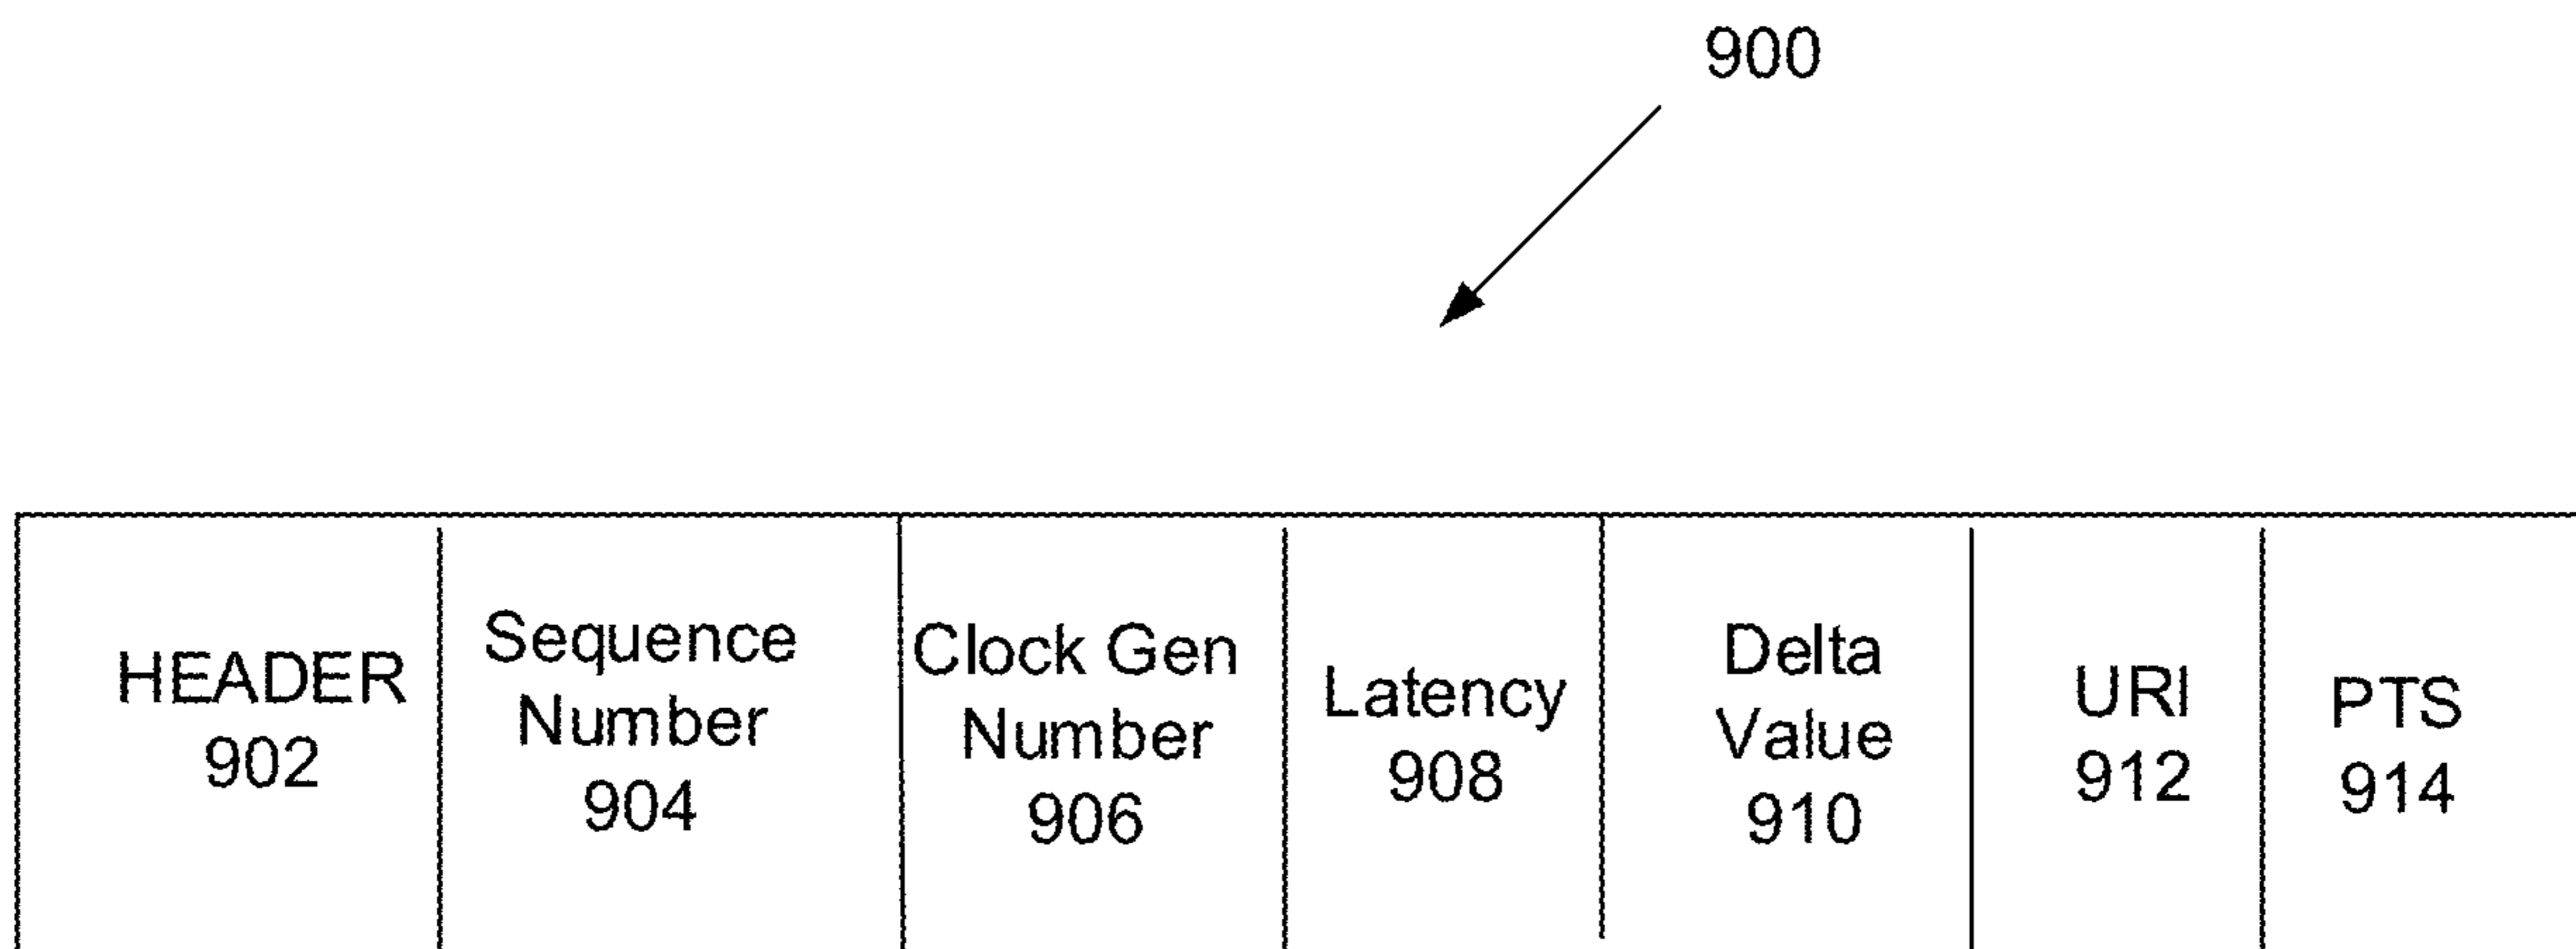 900
HEADER
902
Sequence
Number
904
Clock Gen
Number
906
Latency
908
Delta
Value
910
URI
912
PTS
914